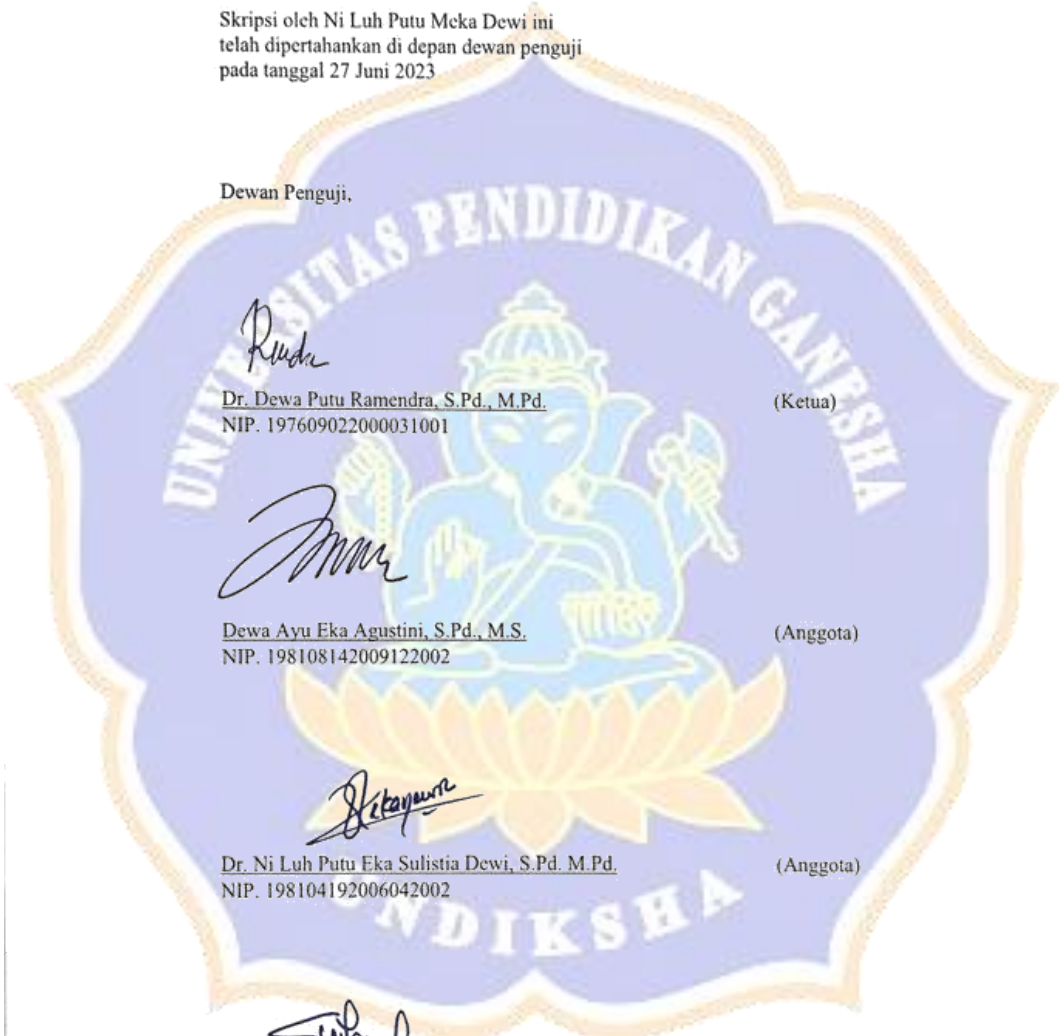 Skripsi oleh Ni Luh Putu Meka Dewi ini
telah dipertahankan di depan dewan penguji
pada tanggal 27 Juni 2023
Dewan Penguji,
UNIVERSITAS PENDIDIKAN GANESHA
Dr. Dewa Putu Ramendra, S.Pd., M.Pd. (Ketua)
NIP. 197609022000031001
Dewa Ayu Eka Agustini, S.Pd., M.S. (Anggota)
NIP. 198108142009122002
Dr. Ni Luh Putu Eka Sulistia Dewi, S.Pd. M.Pd. (Anggota)
NIP. 198104192006042002
UNDIKSHA